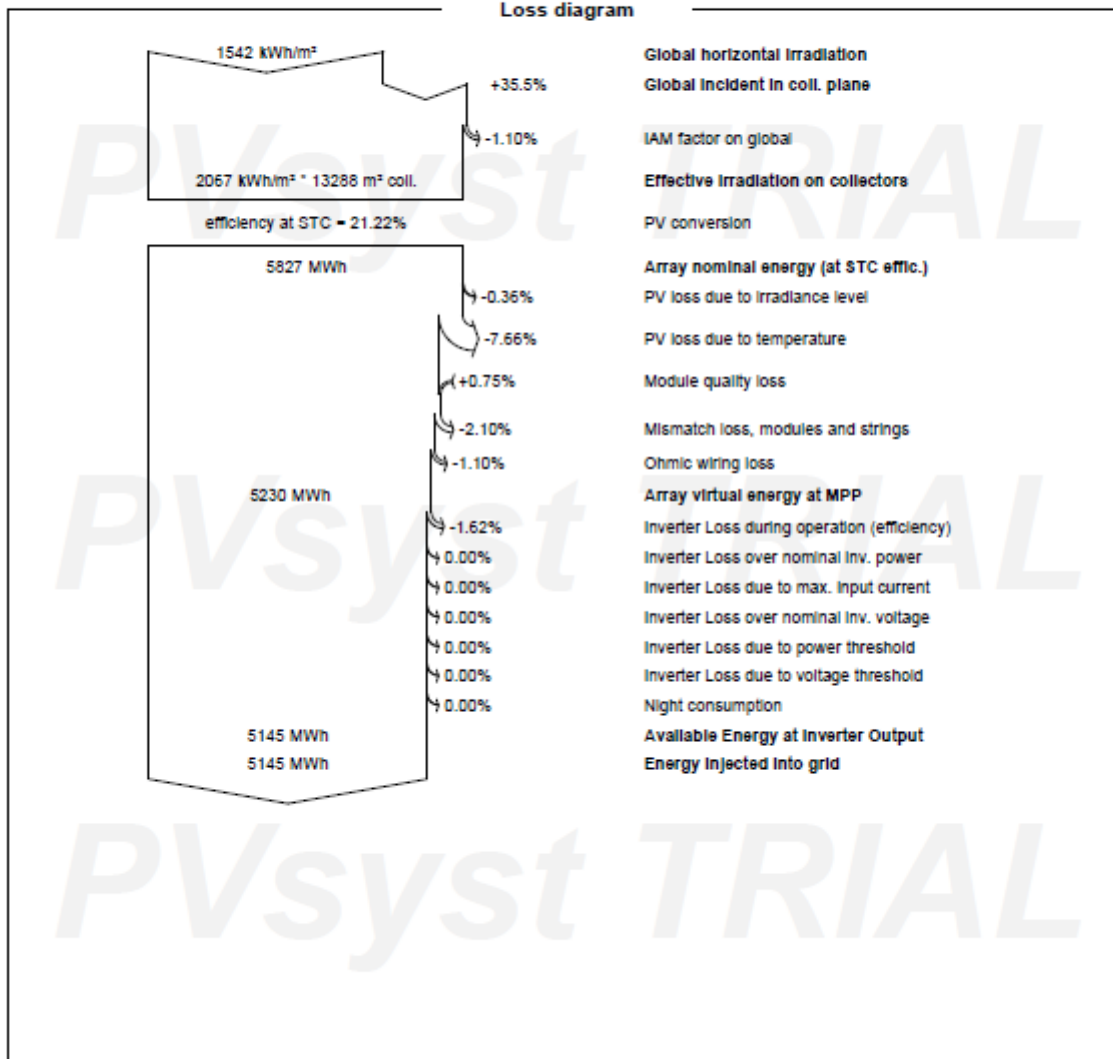 Loss diagram
1542 kWh/m² Global horizontal irradiation
+35.5% Global incident in coll. plane
-1.10% IAM factor on global
2067 kWh/m² * 13288 m² coll. Effective irradiation on collectors
efficiency at STC = 21.22% PV conversion
PVsyst TRIAL
5827 MWh Array nominal energy (at STC effic.)
-0.36% PV loss due to irradiance level
-7.66% PV loss due to temperature
+0.75% Module quality loss
-2.10% Mismatch loss, modules and strings
-1.10% Ohmic wiring loss
5230 MWh Array virtual energy at MPP
-1.62% Inverter Loss during operation (efficiency)
PVsyst TRIAL
0.00% Inverter Loss over nominal inv. power
0.00% Inverter Loss due to max. input current
0.00% Inverter Loss over nominal inv. voltage
0.00% Inverter Loss due to power threshold
0.00% Inverter Loss due to voltage threshold
0.00% Night consumption
5145 MWh Available Energy at Inverter Output
5145 MWh Energy injected into grid
PVsyst TRIAL